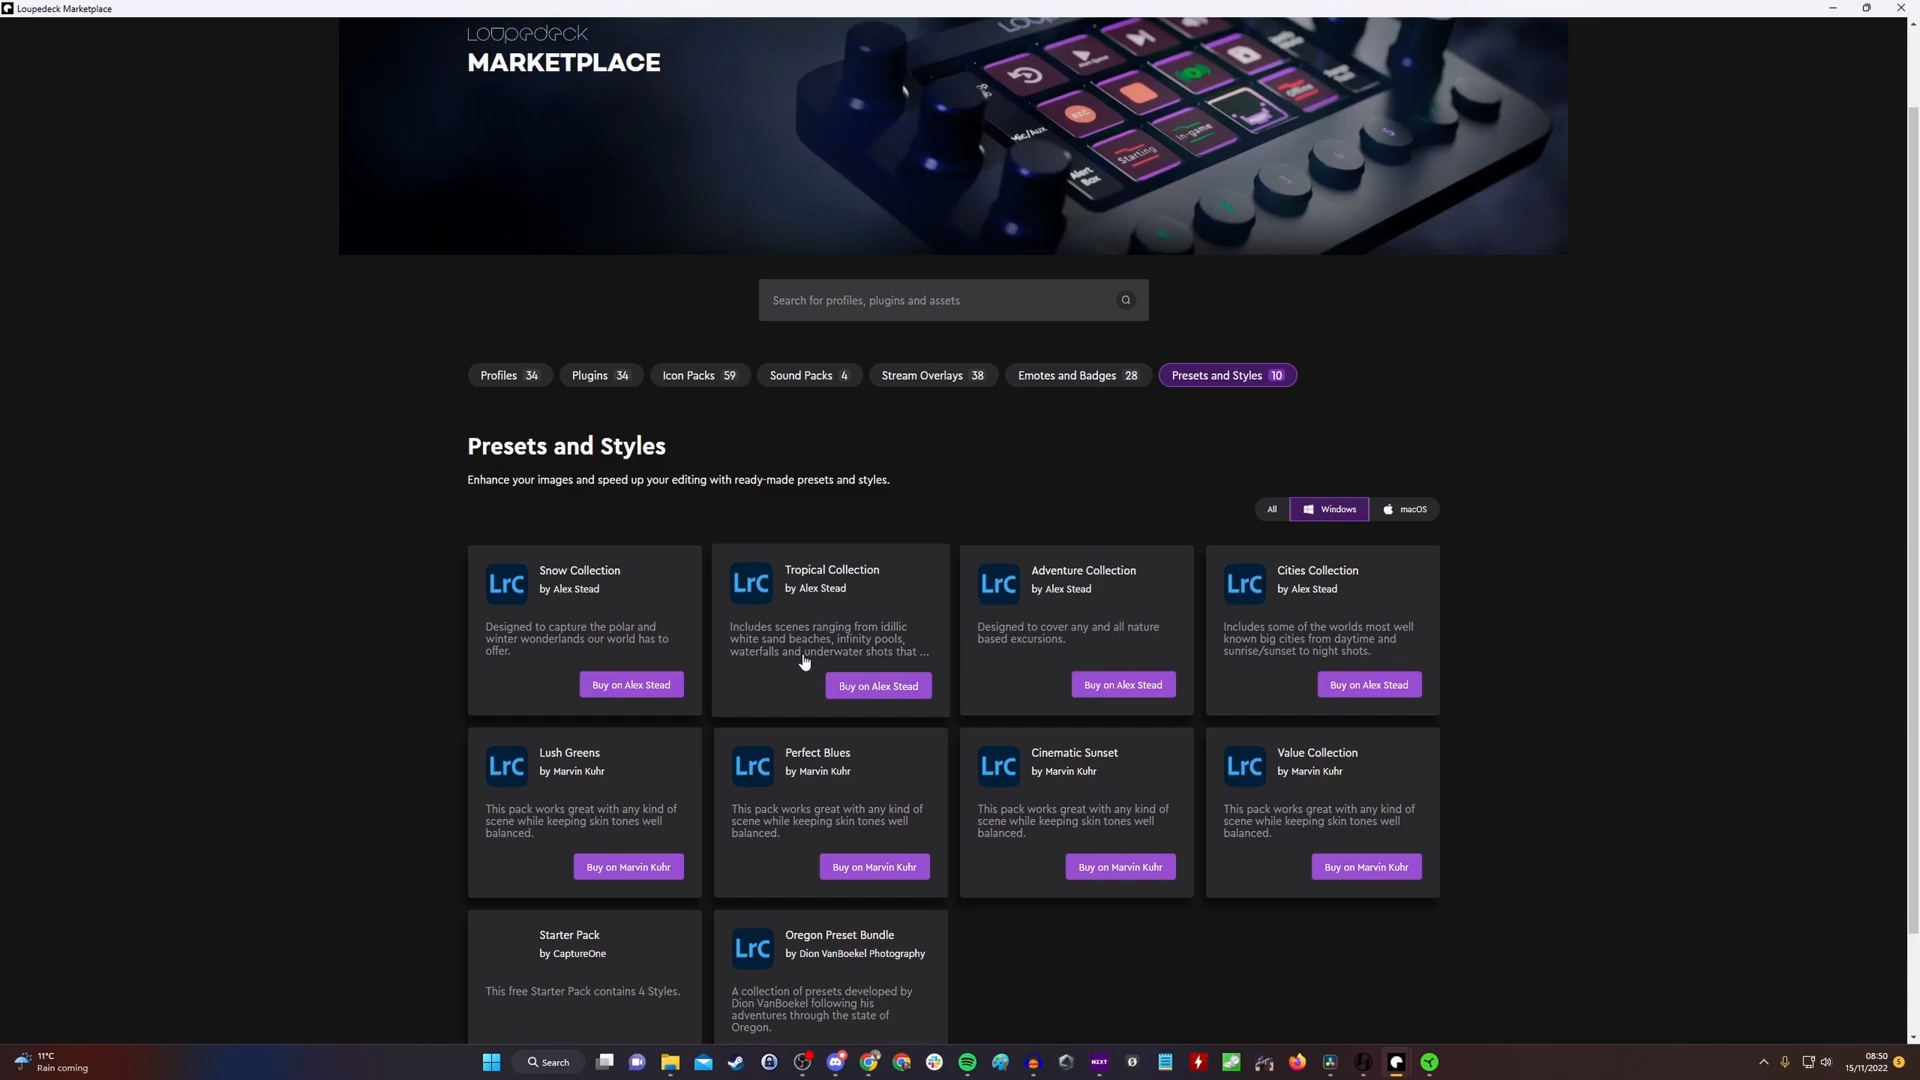 Loupedeck Marketplace
Loupedeck
MARKETPLACE
Mic/Aux
REC
Starting
In-game
Offline
Alert
Box
Search for profiles, plugins and assets
Profiles 34
Plugins 34
Icon Packs 59
Sound Packs 4
Stream Overlays 38
Emotes and Badges 28
Presets and Styles 10
Presets and Styles
Enhance your images and speed up your editing with ready-made presets and styles.
All
Windows
macOS
LrC
Snow Collection
by Alex Stead
Designed to capture the polar and
winter wonderlands our world has to
offer.
Buy on Alex Stead
LrC
Tropical Collection
by Alex Stead
Includes scenes ranging from idillic
white sand beaches, infinity pools,
waterfalls and underwater shots that ...
Buy on Alex Stead
LrC
Adventure Collection
by Alex Stead
Designed to cover any and all nature
based excursions.
Buy on Alex Stead
LrC
Cities Collection
by Alex Stead
Includes some of the worlds most well
known big cities from daytime and
sunrise/sunset to night shots.
Buy on Alex Stead
LrC
Lush Greens
by Marvin Kuhr
This pack works great with any kind of
scene while keeping skin tones well
balanced.
Buy on Marvin Kuhr
LrC
Perfect Blues
by Marvin Kuhr
This pack works great with any kind of
scene while keeping skin tones well
balanced.
Buy on Marvin Kuhr
LrC
Cinematic Sunset
by Marvin Kuhr
This pack works great with any kind of
scene while keeping skin tones well
balanced.
Buy on Marvin Kuhr
LrC
Value Collection
by Marvin Kuhr
This pack works great with any kind of
scene while keeping skin tones well
balanced.
Buy on Marvin Kuhr
Starter Pack
by CaptureOne
This free Starter Pack contains 4 Styles.
LrC
Oregon Preset Bundle
by Dion VanBoekel Photography
A collection of presets developed by
Dion VanBoekel following his
adventures through the state of
Oregon.
11°C
Rain coming
Search
NZXT
08:50
15/11/2022
5